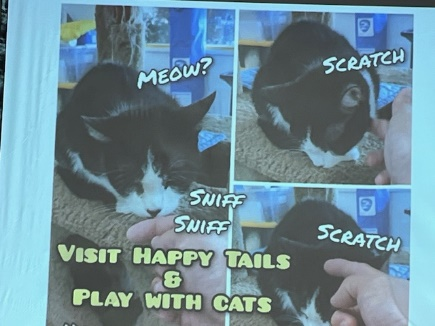 Meow?
Scratch
Sniff
Sniff
Scratch
Visit Happy Tails
&
Play with cats